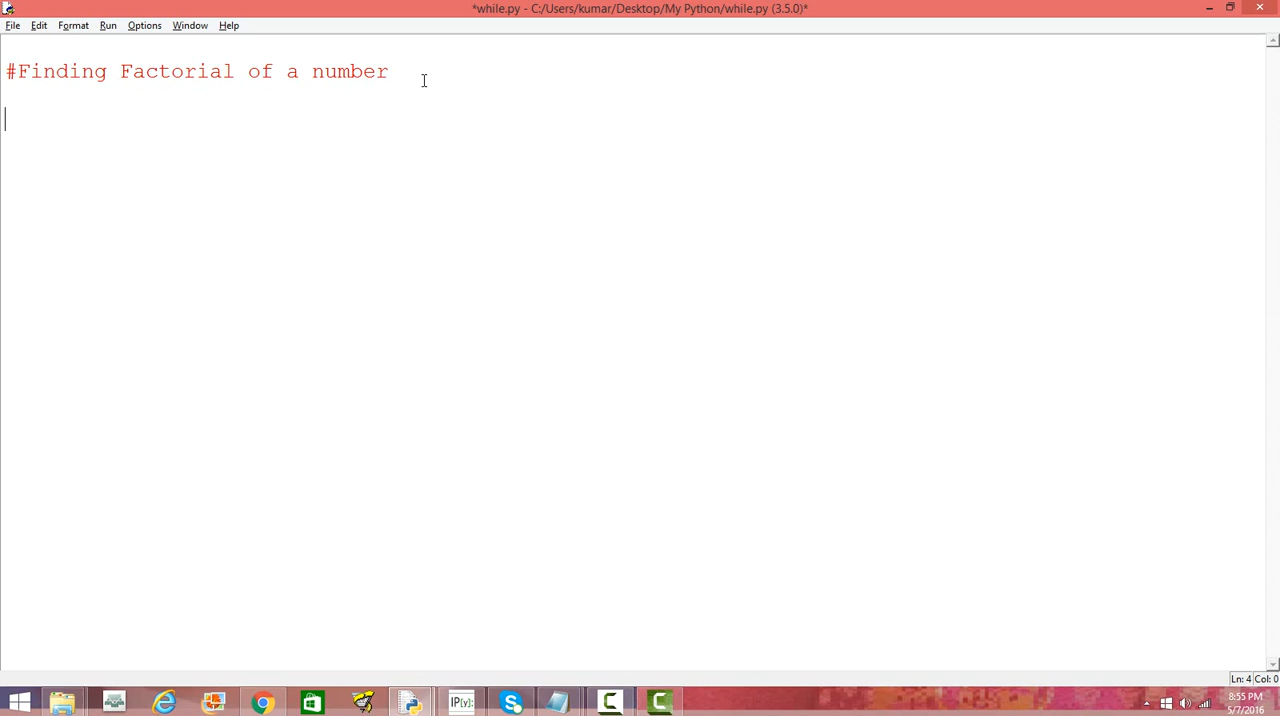 *while.py - C:/Users/kumar/Desktop/My Python/while.py (3.5.0)*
File Edit Format Run Options Window Help
#Finding Factorial of a number
Ln: 4 Col: 0
IP[y]:
8:55 PM
5/7/2016